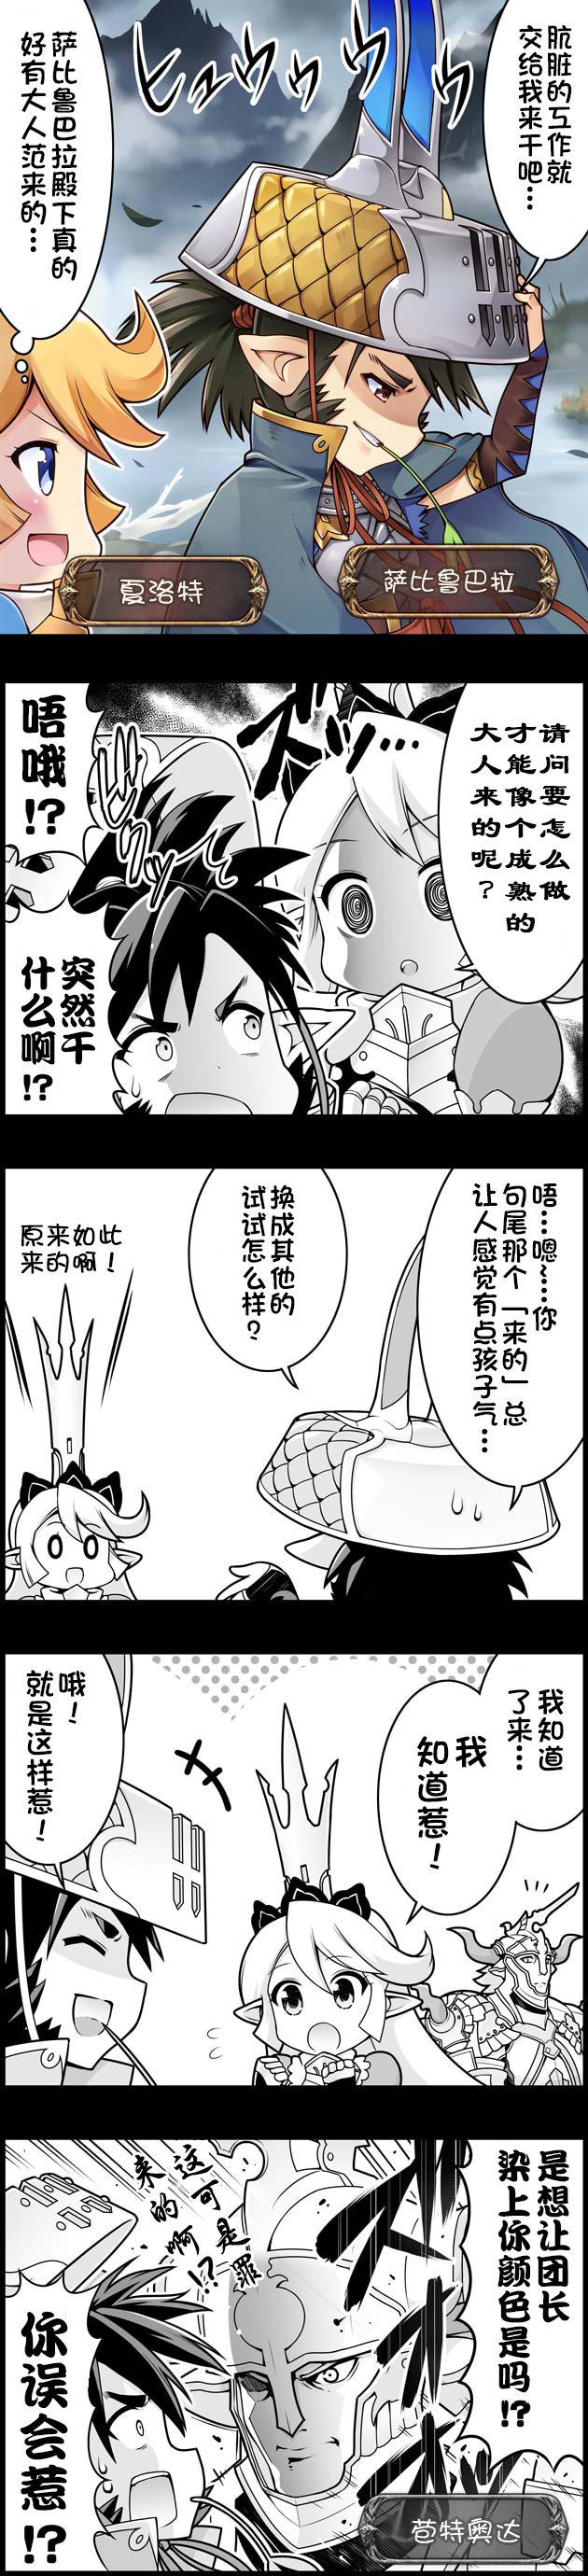 肮脏的工作就
交给我来干吧…
ヒュウゥゥゥ
萨比鲁巴拉殿下真的
好有大人范来的…
夏洛特
萨比鲁巴拉
请问要怎么做
才能像个成熟的
大人来的呢？
唔哦!?
突然干
什么啊!?
唔…嗯~…你
句尾那个「来的」总
让人感觉有点孩子气…
换成其他的
试试怎么样？
原来如此
来的啊！
我知道
了来…
我
知道惹！
哦！
就是这样惹！
是想让团长
染上你颜色是吗!?
这可是罪
来的啊!?
你误会惹!?
苟特奥达